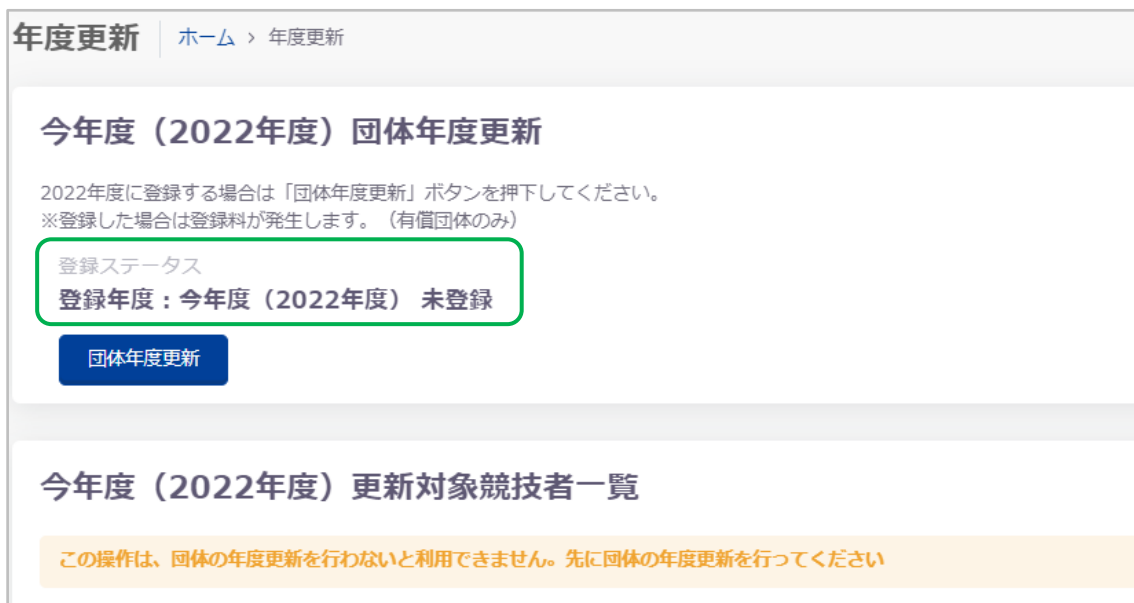 年度更新 ホーム › 年度更新
今年度（2022年度）団体年度更新
2022年度に登録する場合は「団体年度更新」ボタンを押下してください。
※登録した場合は登録料が発生します。（有償団体のみ）
登録ステータス
登録年度：今年度（2022年度） 未登録
団体年度更新
今年度（2022年度）更新対象競技者一覧
この操作は、団体の年度更新を行わないと利用できません。先に団体の年度更新を行ってください